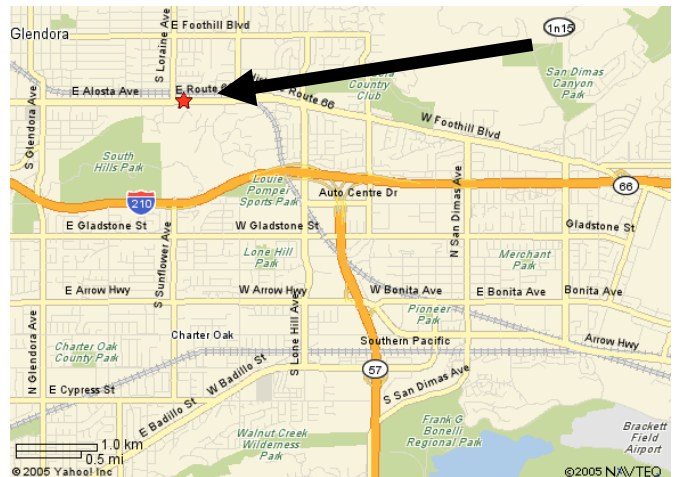 Glendora
E Foothill Blvd
1n15
S Loraine Ave
San Dimas
Canyon
Park
E Alosta Ave
E Route
Route 66
Country
Club
W Foothill Blvd
S Glendora Ave
South
Hills Park
Louie
Pomper
Sports Park
Auto Centre Dr
N San Dimas Ave
66
210
E Gladstone St
W Gladstone St
Gladstone St
S Sunflower Ave
Lone Hill
Park
Merchant
Park
E Arrow Hwy
W Arrow Hwy
W Bonita Ave
E Bonita Ave
Bonita Ave
Pioneer
Park
N Glendora Ave
Charter Oak
County Park
Charter Oak
S Lone Hill Ave
Southern Pacific
Arrow Hwy
57
E Cypress St
W Badillo St
E Badillo St
S San Dimas Ave
Walnut Creek
Wilderness
Park
Frank G
Bonelli
Regional Park
Brackett
Field
Airport
1.0 km
0.5 mi
©2005 Yahoo! Inc
©2005 NAVTEQ